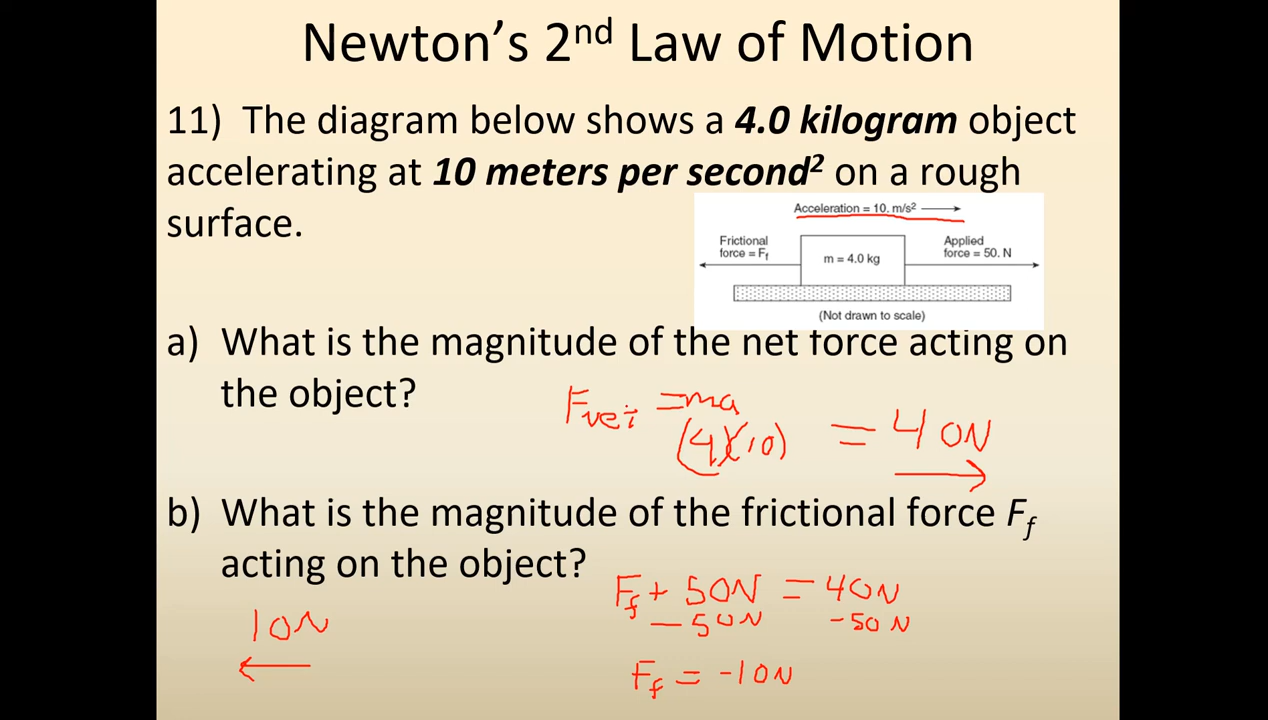 Newton's 2nd Law of Motion
11) The diagram below shows a 4.0 kilogram object
accelerating at 10 meters per second2 on a rough
surface.
Acceleration = 10. m/s2
Frictional
force = Ff
m = 4.0 kg
Applied
force = 50. N
(Not drawn to scale)
a) What is the magnitude of the net force acting on
the object?
Fnet = ma
(4)(10) = 40N
b) What is the magnitude of the frictional force Ff
acting on the object?
Ff + 50N = 40N
-50N -50N
10N
Ff = -10N